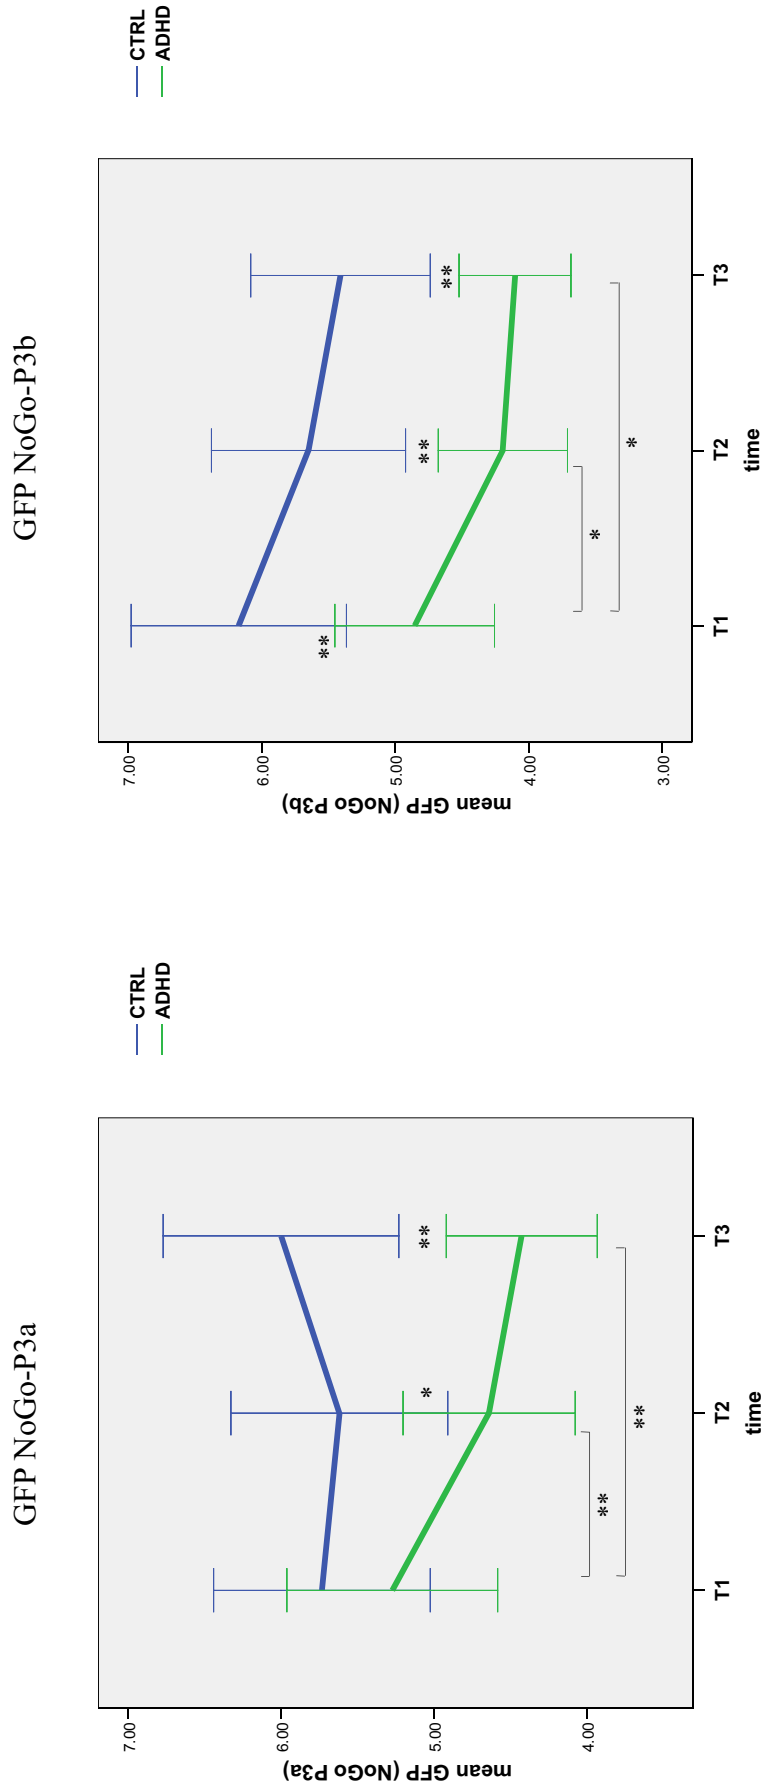 GFP NoGo-P3a
CTRL
ADHD
mean GFP (NoGo P3a)
7.00
6.00
5.00
4.00
*
**
**
**
T1
T2
T3
time
GFP NoGo-P3b
CTRL
ADHD
mean GFP (NoGo P3b)
7.00
6.00
5.00
4.00
3.00
**
**
**
*
*
T1
T2
T3
time